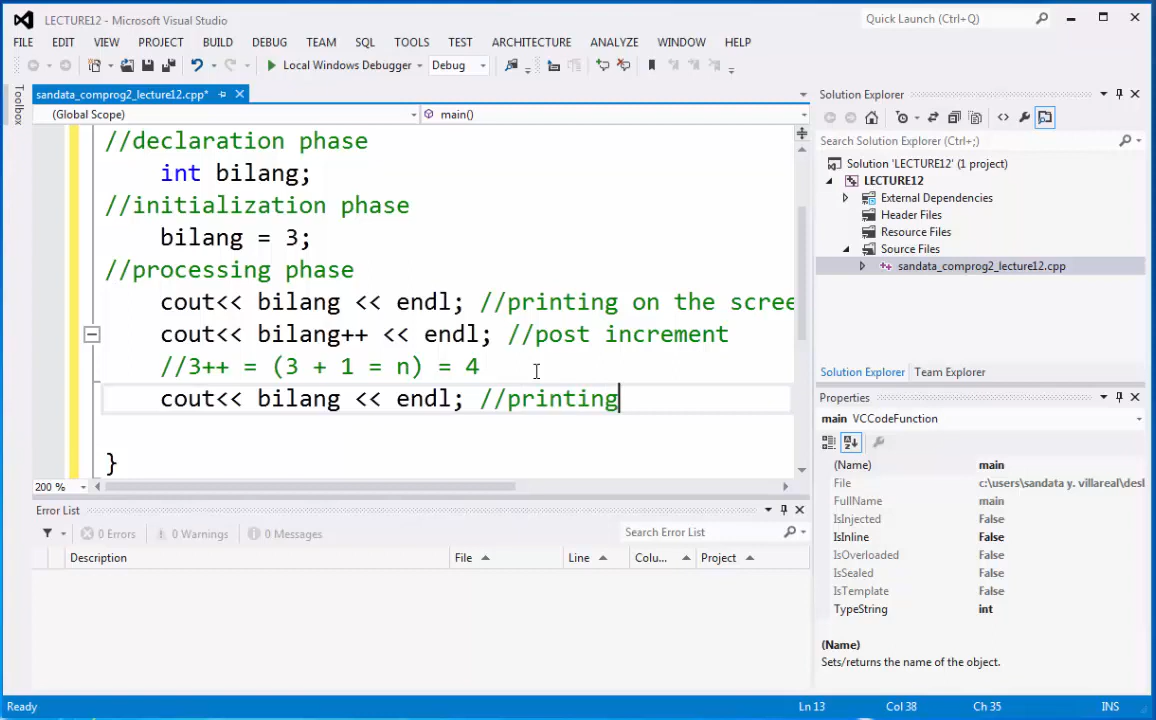 LECTURE12 - Microsoft Visual Studio
Quick Launch (Ctrl+Q)
FILE EDIT VIEW PROJECT BUILD DEBUG TEAM SQL TOOLS TEST ARCHITECTURE ANALYZE WINDOW HELP
Local Windows Debugger Debug
Toolbox
sandata_comprog2_lecture12.cpp*
(Global Scope) main()
//declaration phase
int bilang;
//initialization phase
bilang = 3;
//processing phase
cout<< bilang << endl; //printing on the scree
cout<< bilang++ << endl; //post increment
//3++ = (3 + 1 = n) = 4
cout<< bilang << endl; //printing
}
200 %
Error List
0 Errors 0 Warnings 0 Messages
Search Error List
Description File Line Colu... Project
Solution Explorer
Search Solution Explorer (Ctrl+;)
Solution 'LECTURE12' (1 project)
LECTURE12
External Dependencies
Header Files
Resource Files
Source Files
sandata_comprog2_lecture12.cpp
Solution Explorer Team Explorer
Properties
main VCCodeFunction
(Name) main
File c:\users\sandata y. villareal\desl
FullName main
IsInjected False
IsInline False
IsOverloaded False
IsSealed False
IsTemplate False
TypeString int
(Name)
Sets/returns the name of the object.
Ready Ln 13 Col 38 Ch 35 INS